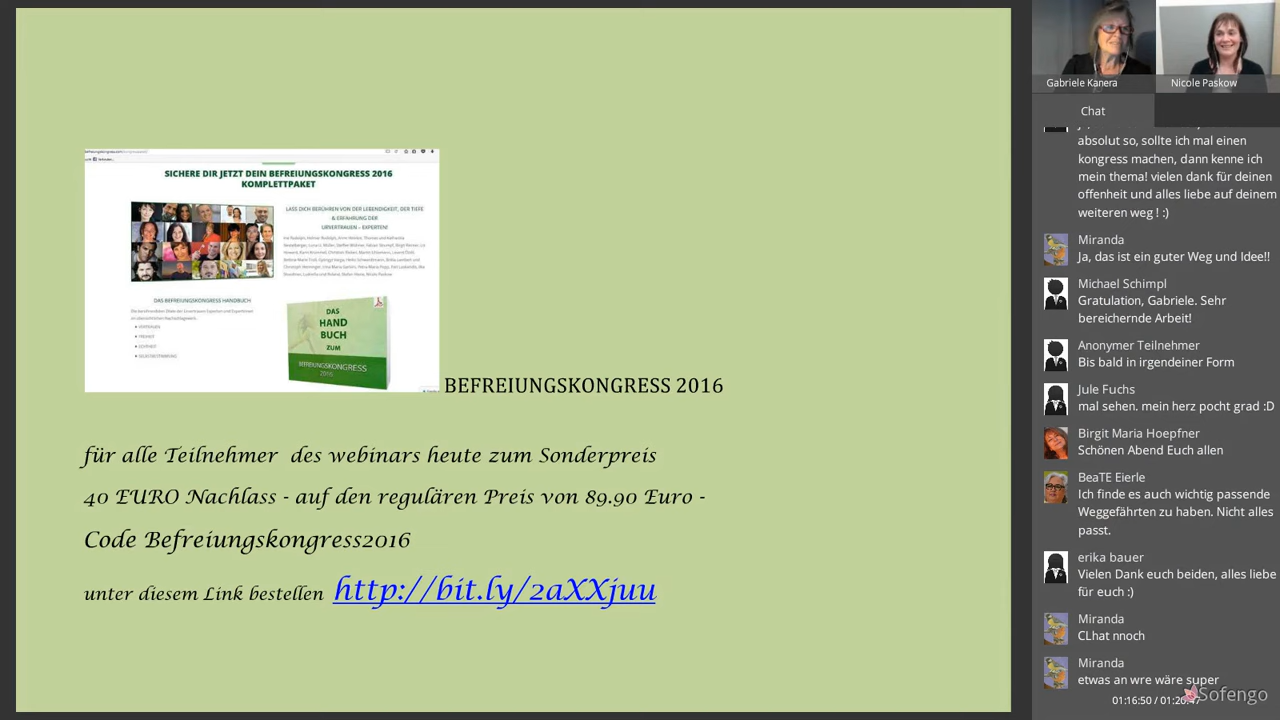 SICHERE DIR JETZT DEIN BEFREIUNGSKONGRESS 2016
KOMPLETTPAKET
LASS DICH BERÜHREN VON DER LEBENDIGKEIT, DER TIEFE
& ERFAHRUNG DER
URVERTRAUEN – EXPERTEN!
DAS BEFREIUNGSKONGRESS HANDBUCH
• VERTRAUEN
• FREIHEIT
DAS
HAND
BUCH
ZUM
BEFREIUNGSKONGRESS
2016
BEFREIUNGSKONGRESS 2016
für alle Teilnehmer des webinars heute zum Sonderpreis
40 EURO Nachlass - auf den regulären Preis von 89.90 Euro -
Code Befreiungskongress2016
unter diesem Link bestellen http://bit.ly/2aXXjuu
Gabriele Kanera
Nicole Paskow
Chat
absolut so, sollte ich mal einen
kongress machen, dann kenne ich
mein thema! vielen dank für deinen
offenheit und alles liebe auf deinem
weiteren weg ! :)
Miranda
Ja das ist ein guter Weg und Idee!!
Michael Schimpl
Gratulation, Gabriele. Sehr
bereichernde Arbeit!
Anonymer Teilnehmer
Bis bald in irgendeiner Form
Jule Fuchs
mal sehen. mein herz pocht grad :D
Birgit Maria Hoepfner
Schönen Abend Euch allen
BeaTE Eierle
Ich finde es auch wichtig passende
Weggefährten zu haben. Nicht alles
passt.
erika bauer
Vielen Dank euch beiden, alles liebe
für euch :)
Miranda
CLhat nnoch
Miranda
etwas an wre wäre super
01:16:50 / 01:20:47
Sofengo